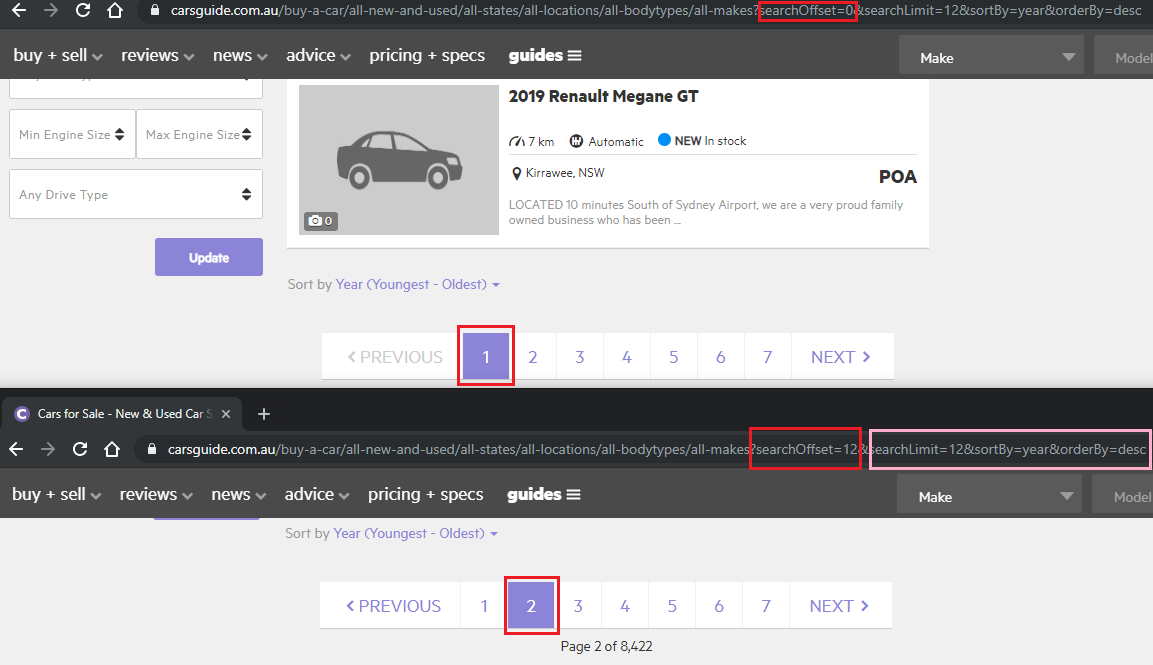 carsguide.com.au/buy-a-car/all-new-and-used/all-states/all-locations/all-bodytypes/all-makes?searchOffset=0&searchLimit=12&sortBy=year&orderBy=desc
buy + sell reviews news advice pricing + specs guides Make Model
2019 Renault Megane GT
Min Engine Size Max Engine Size
7 km Automatic NEW In stock
Kirrawee, NSW
POA
Any Drive Type
LOCATED 10 minutes South of Sydney Airport, we are a very proud family
owned business who has been ...
0
Update
Sort by Year (Youngest - Oldest)
PREVIOUS 1 2 3 4 5 6 7 NEXT
Cars for Sale - New & Used Car S
carsguide.com.au/buy-a-car/all-new-and-used/all-states/all-locations/all-bodytypes/all-makes?searchOffset=12&searchLimit=12&sortBy=year&orderBy=desc
buy + sell reviews news advice pricing + specs guides Make Model
Sort by Year (Youngest - Oldest)
PREVIOUS 1 2 3 4 5 6 7 NEXT
Page 2 of 8,422